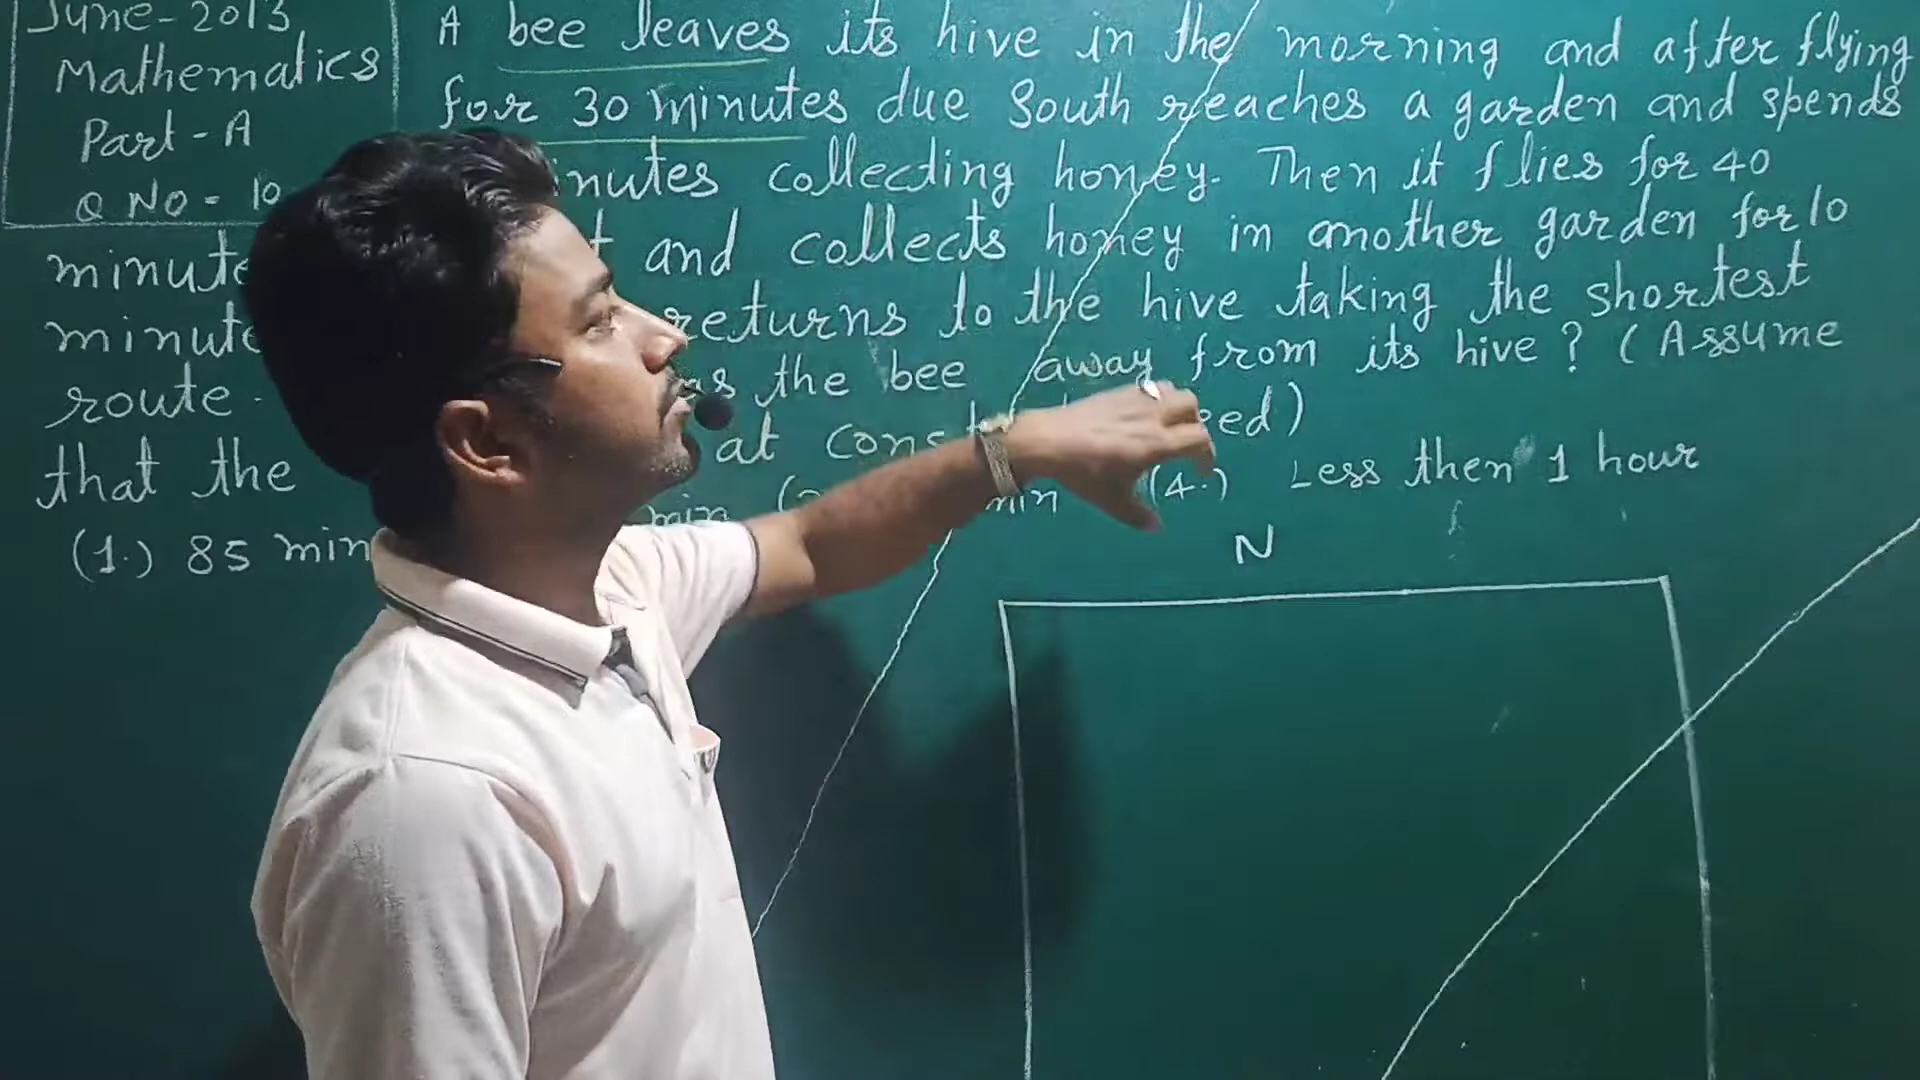 June-2013
Mathematics
Part-A
Q NO = 10
A bee leaves its hive in the morning and after flying
for 30 minutes due South reaches a garden and spends
inutes collecting honey. Then it flies for 40
minute and collects honey in another garden for 10
minute returns to the hive taking the shortest
route. the bee away from its hive ? (Assume
that the at const eed)
(1.) 85 min min min (4.) Less then 1 hour
N